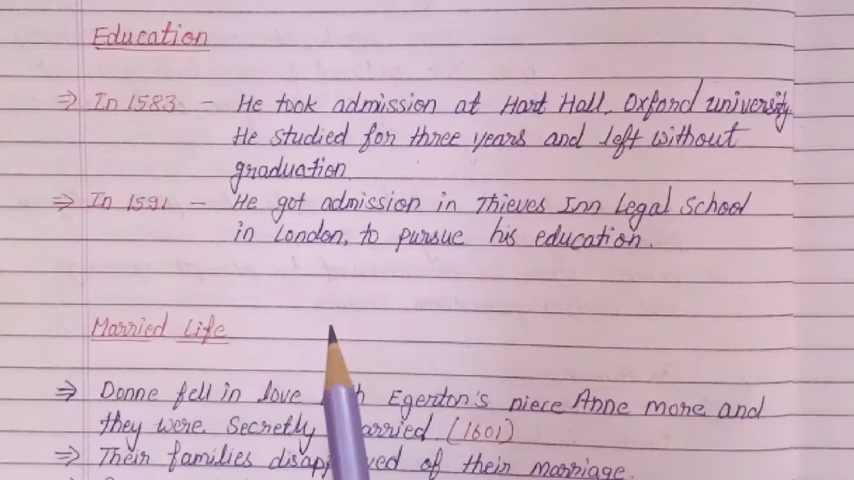 Education
⇒ In 1583 - He took admission at Hart Hall, Oxford university.
He studied for three years and left without
graduation.
⇒ In 1591 - He got admission in Thieves Inn Legal School
in London, to pursue his education.
Married Life
⇒ Donne fell in love Egerton's niece Anne more and
they were secretly arried (1601)
⇒ Their families disap ved of their marriage.